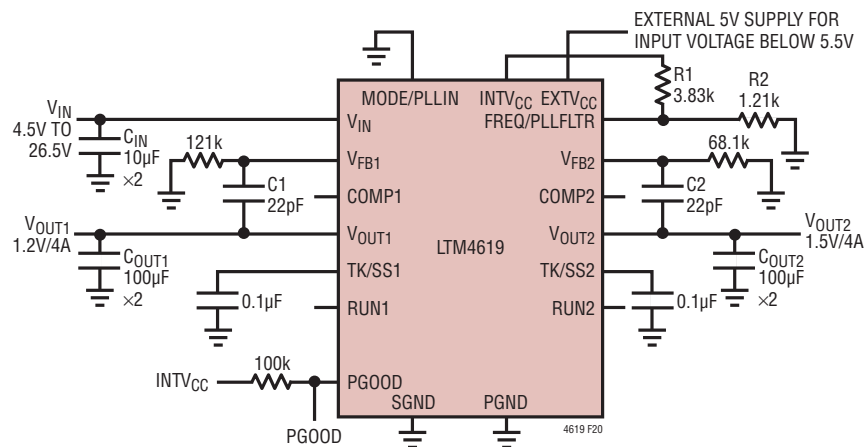 EXTERNAL 5V SUPPLY FOR
INPUT VOLTAGE BELOW 5.5V
R1
3.83k
R2
1.21k
MODE/PLLIN
INTVCC
EXTVCC
FREQ/PLLFLTR
VIN
4.5V TO
26.5V
CIN
10µF
×2
VIN
121k
VFB1
VFB2
68.1k
C1
22pF
COMP1
COMP2
C2
22pF
VOUT1
1.2V/4A
VOUT1
LTM4619
VOUT2
VOUT2
1.5V/4A
COUT1
100µF
×2
TK/SS1
TK/SS2
COUT2
100µF
×2
0.1µF
RUN1
RUN2
0.1µF
INTVCC
100k
PGOOD
SGND
PGND
PGOOD
4619 F20